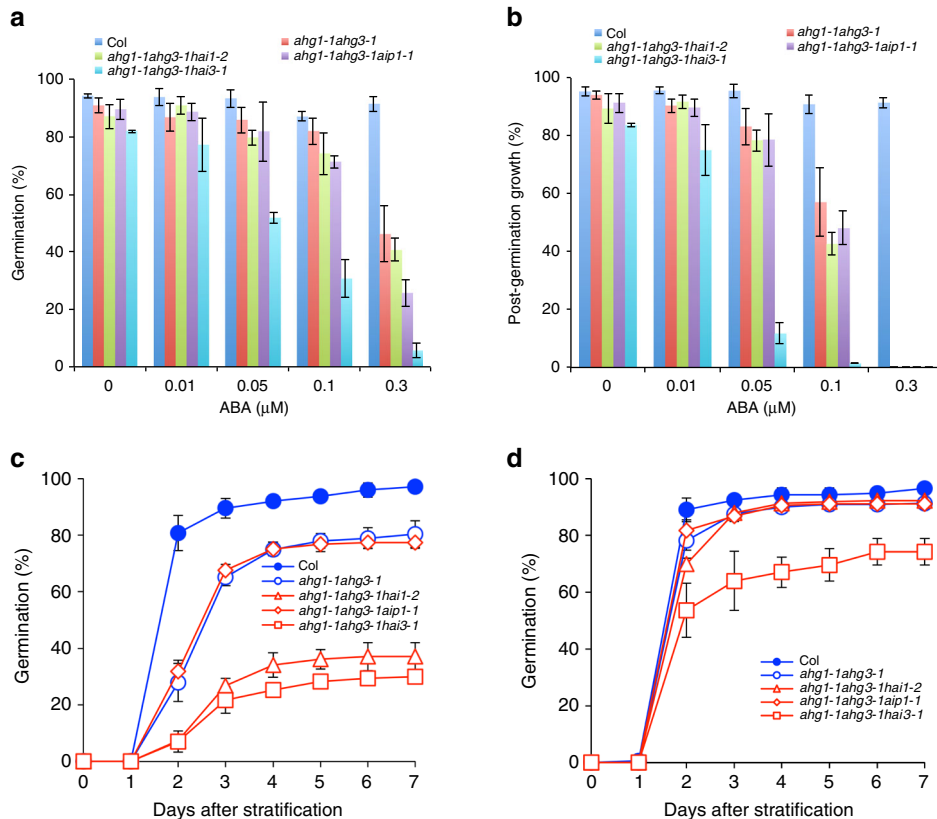 a
Col
ahg1-1ahg3-1
ahg1-1ahg3-1hai1-2
ahg1-1ahg3-1aip1-1
ahg1-1ahg3-1hai3-1
Germination (%)
100
80
60
40
20
0
0 0.01 0.05 0.1 0.3
ABA (μM)
b
Col
ahg1-1ahg3-1
ahg1-1ahg3-1hai1-2
ahg1-1ahg3-1aip1-1
ahg1-1ahg3-1hai3-1
Post-germination growth (%)
100
80
60
40
20
0
0 0.01 0.05 0.1 0.3
ABA (μM)
c
Germination (%)
100
80
60
40
20
0
Col
ahg1-1ahg3-1
ahg1-1ahg3-1hai1-2
ahg1-1ahg3-1aip1-1
ahg1-1ahg3-1hai3-1
0 1 2 3 4 5 6 7
Days after stratification
d
Germination (%)
100
80
60
40
20
0
Col
ahg1-1ahg3-1
ahg1-1ahg3-1hai1-2
ahg1-1ahg3-1aip1-1
ahg1-1ahg3-1hai3-1
0 1 2 3 4 5 6 7
Days after stratification